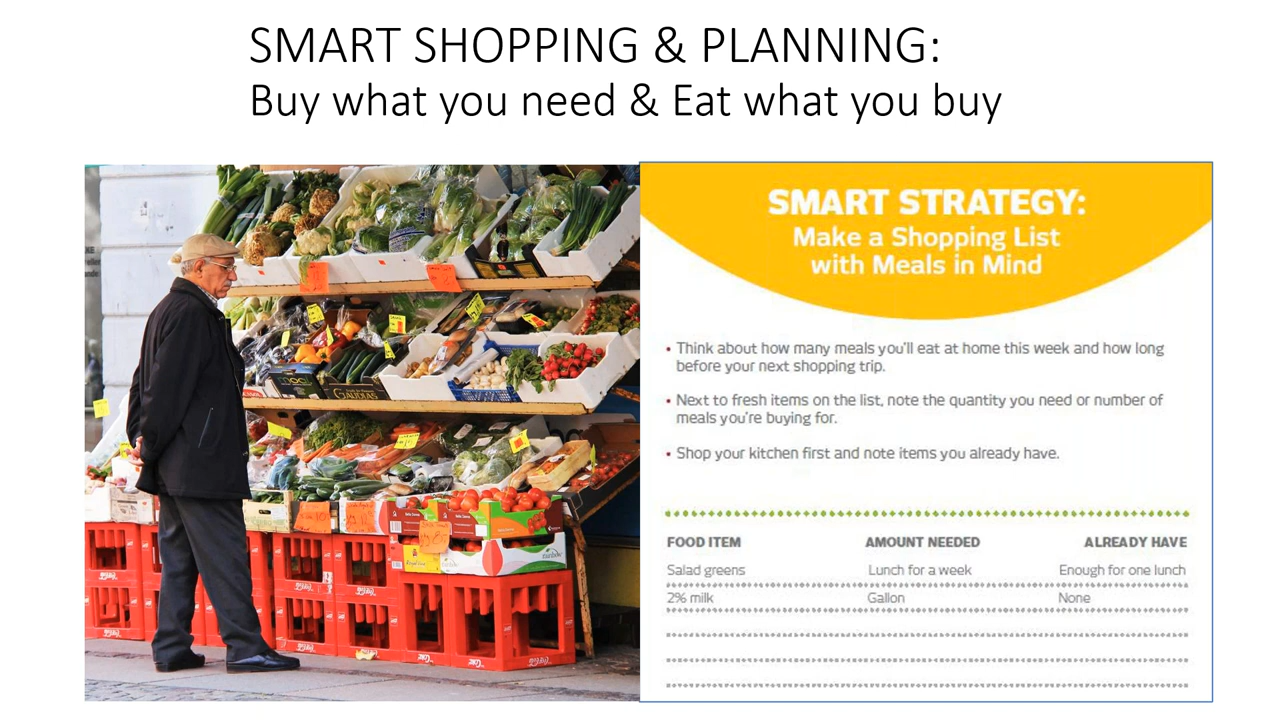 SMART SHOPPING & PLANNING:
Buy what you need & Eat what you buy
SMART STRATEGY:
Make a Shopping List
with Meals in Mind
• Think about how many meals you'll eat at home this week and how long
before your next shopping trip.
• Next to fresh items on the list, note the quantity you need or number of
meals you're buying for.
• Shop your kitchen first and note items you already have.
FOOD ITEM AMOUNT NEEDED ALREADY HAVE
Salad greens Lunch for a week Enough for one lunch
2% milk Gallon None